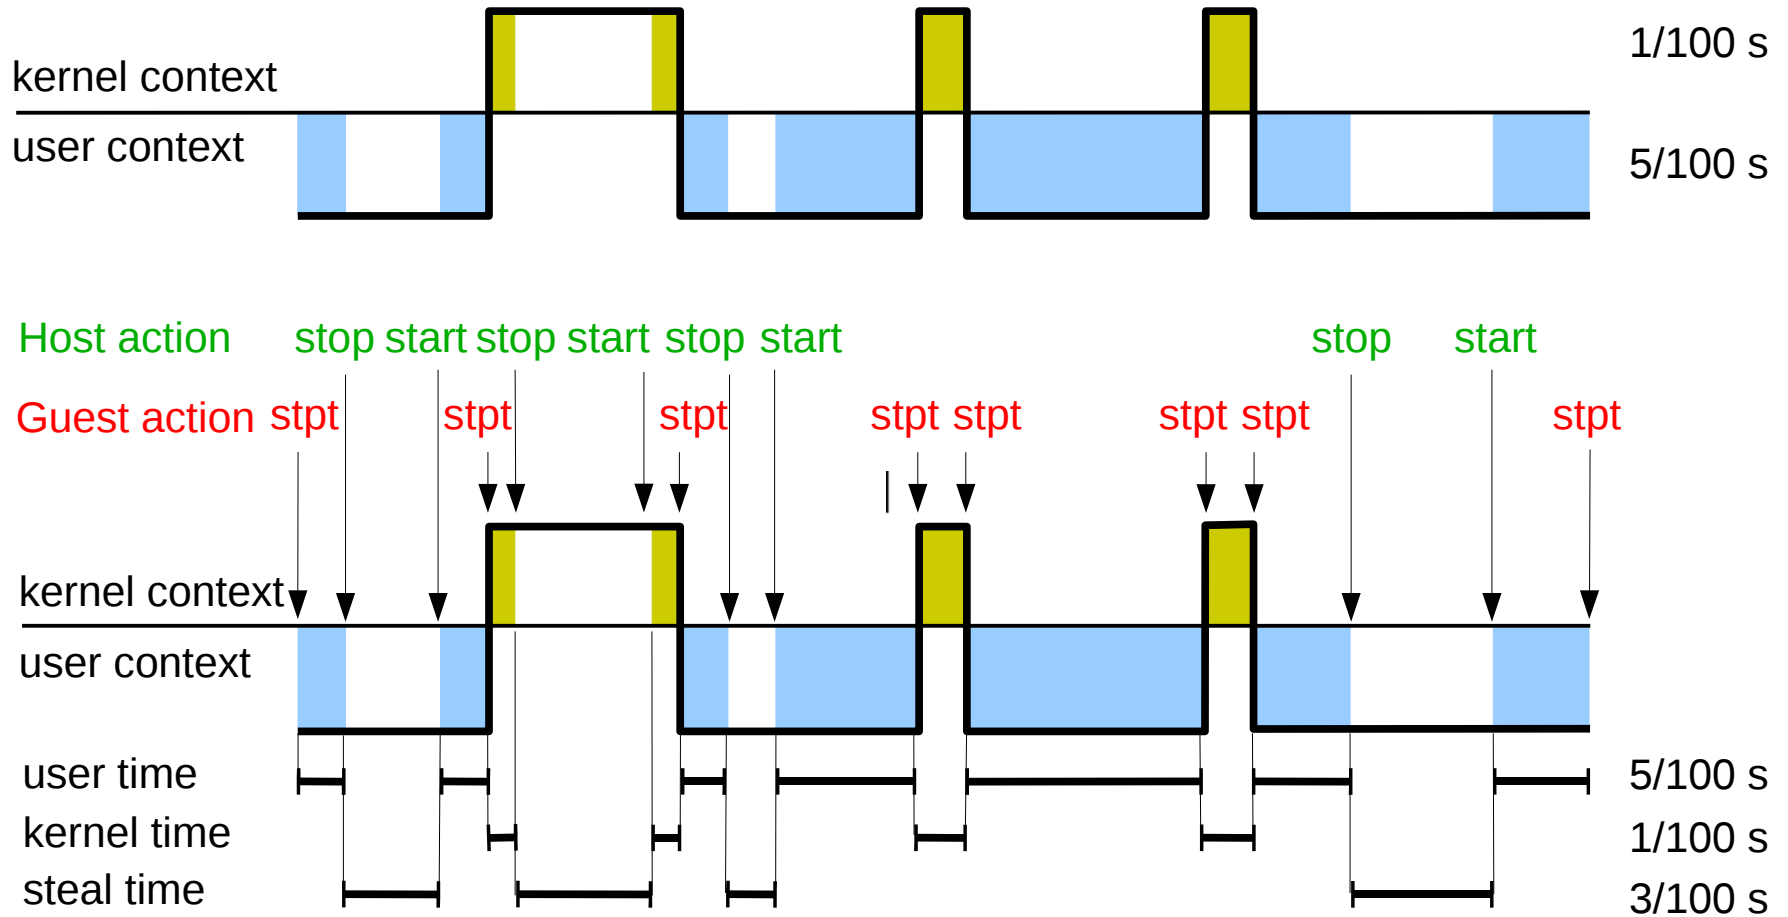 1/100 s
kernel context
user context
5/100 s
Host action stop start stop start stop start stop start
Guest action stpt stpt stpt stpt stpt stpt stpt stpt
kernel context
user context
user time 5/100 s
kernel time 1/100 s
steal time 3/100 s